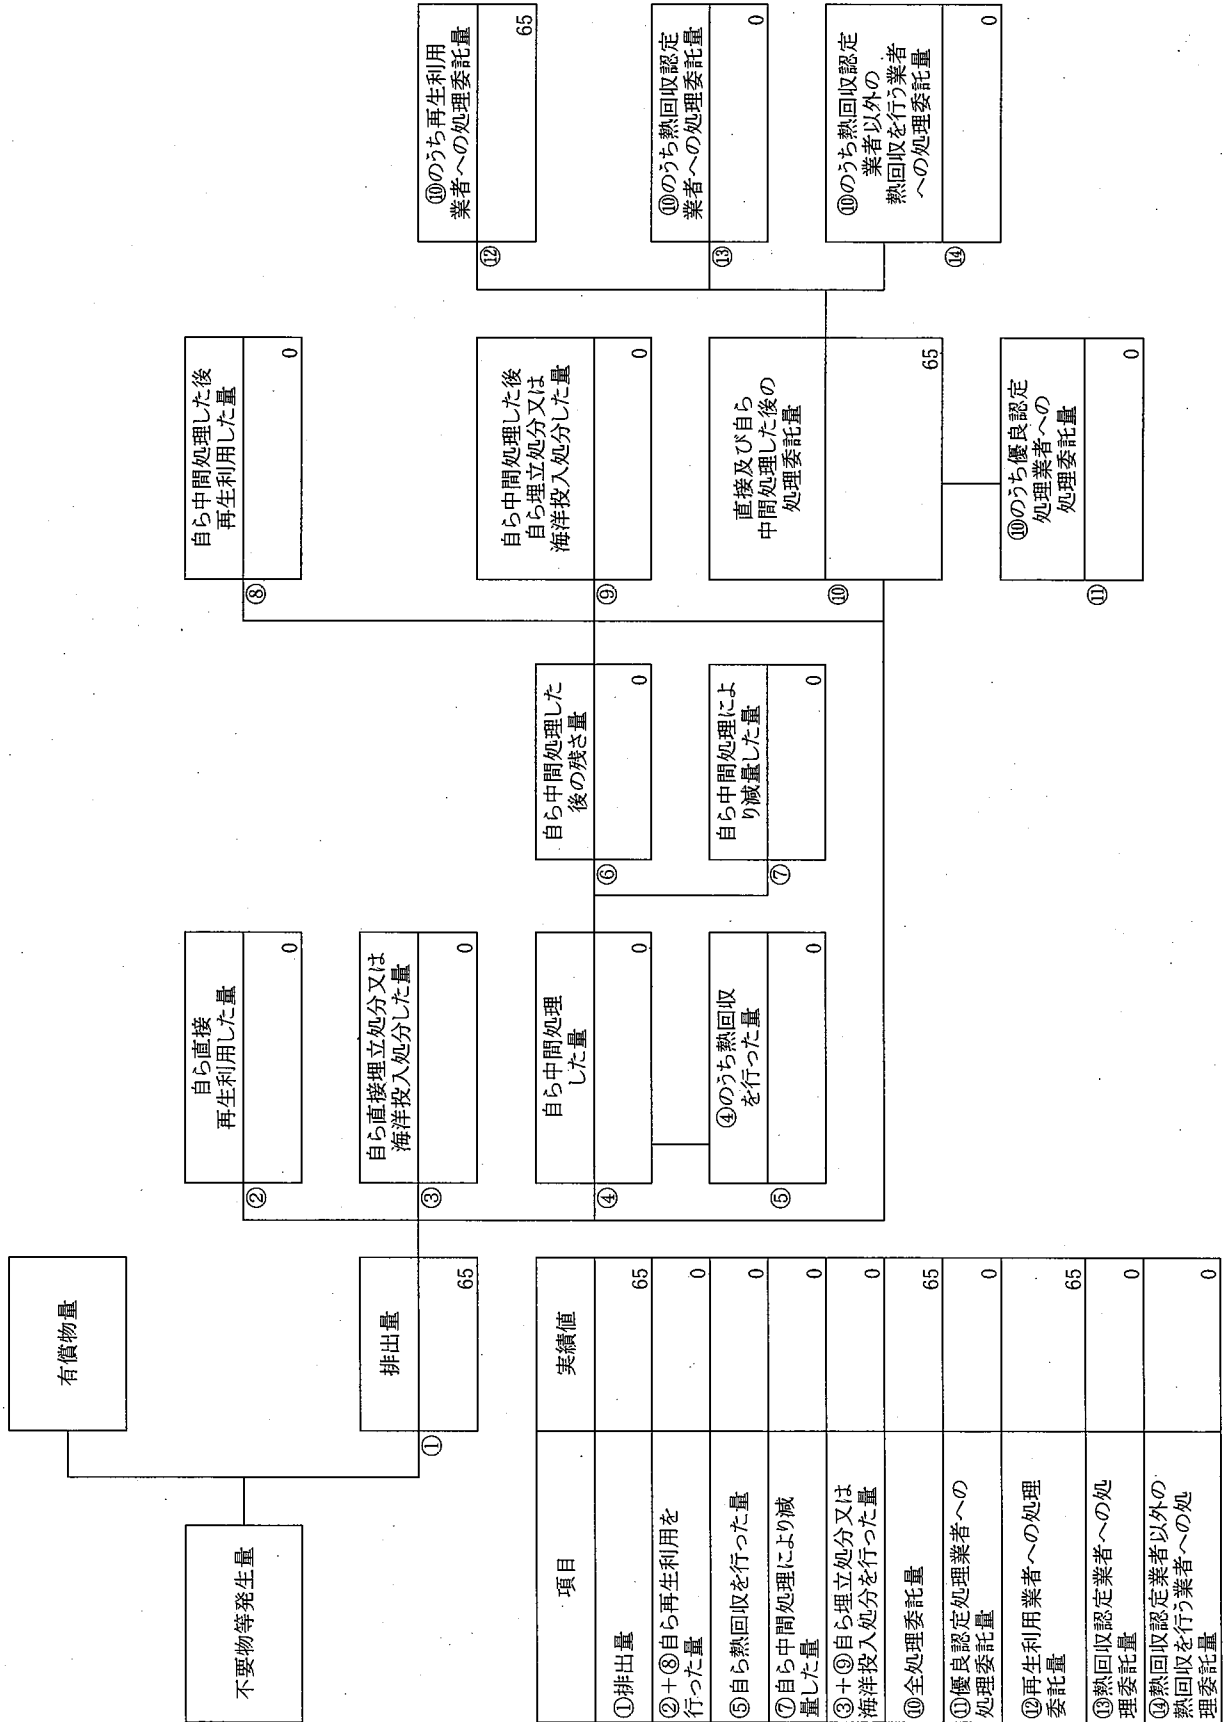 不要物等発生量
有償物量
①
排出量
65
②
自ら直接
再生利用した量
0
③
自ら直接埋立処分又は
海洋投入処分した量
0
④
自ら中間処理
した量
0
⑤
④のうち熱回収
を行った量
0
⑥
自ら中間処理した
後の残さ量
0
⑦
自ら中間処理によ
り減量した量
0
⑧
自ら中間処理した後
再生利用した量
0
⑨
自ら中間処理した後
自ら埋立処分又は
海洋投入処分した量
0
⑩
直接及び自ら
中間処理した後の
処理委託量
65
⑪
⑩のうち優良認定
処理業者への
処理委託量
0
⑫
⑩のうち再生利用
業者への処理委託量
65
⑬
⑩のうち熱回収認定
業者への処理委託量
0
⑭
⑩のうち熱回収認定
業者以外の
熱回収を行う業者
への処理委託量
0
項目 実績値
①排出量 65
②+⑧自ら再生利用を
行った量 0
⑤自ら熱回収を行った量 0
⑦自ら中間処理により減
量した量 0
③+⑨自ら埋立処分又は
海洋投入処分を行った量 0
⑩全処理委託量 65
⑪優良認定処理業者への
処理委託量 0
⑫再生利用業者への処理
委託量 65
⑬熱回収認定業者への処
理委託量 0
⑭熱回収認定業者以外の
熱回収を行う業者への処
理委託量 0